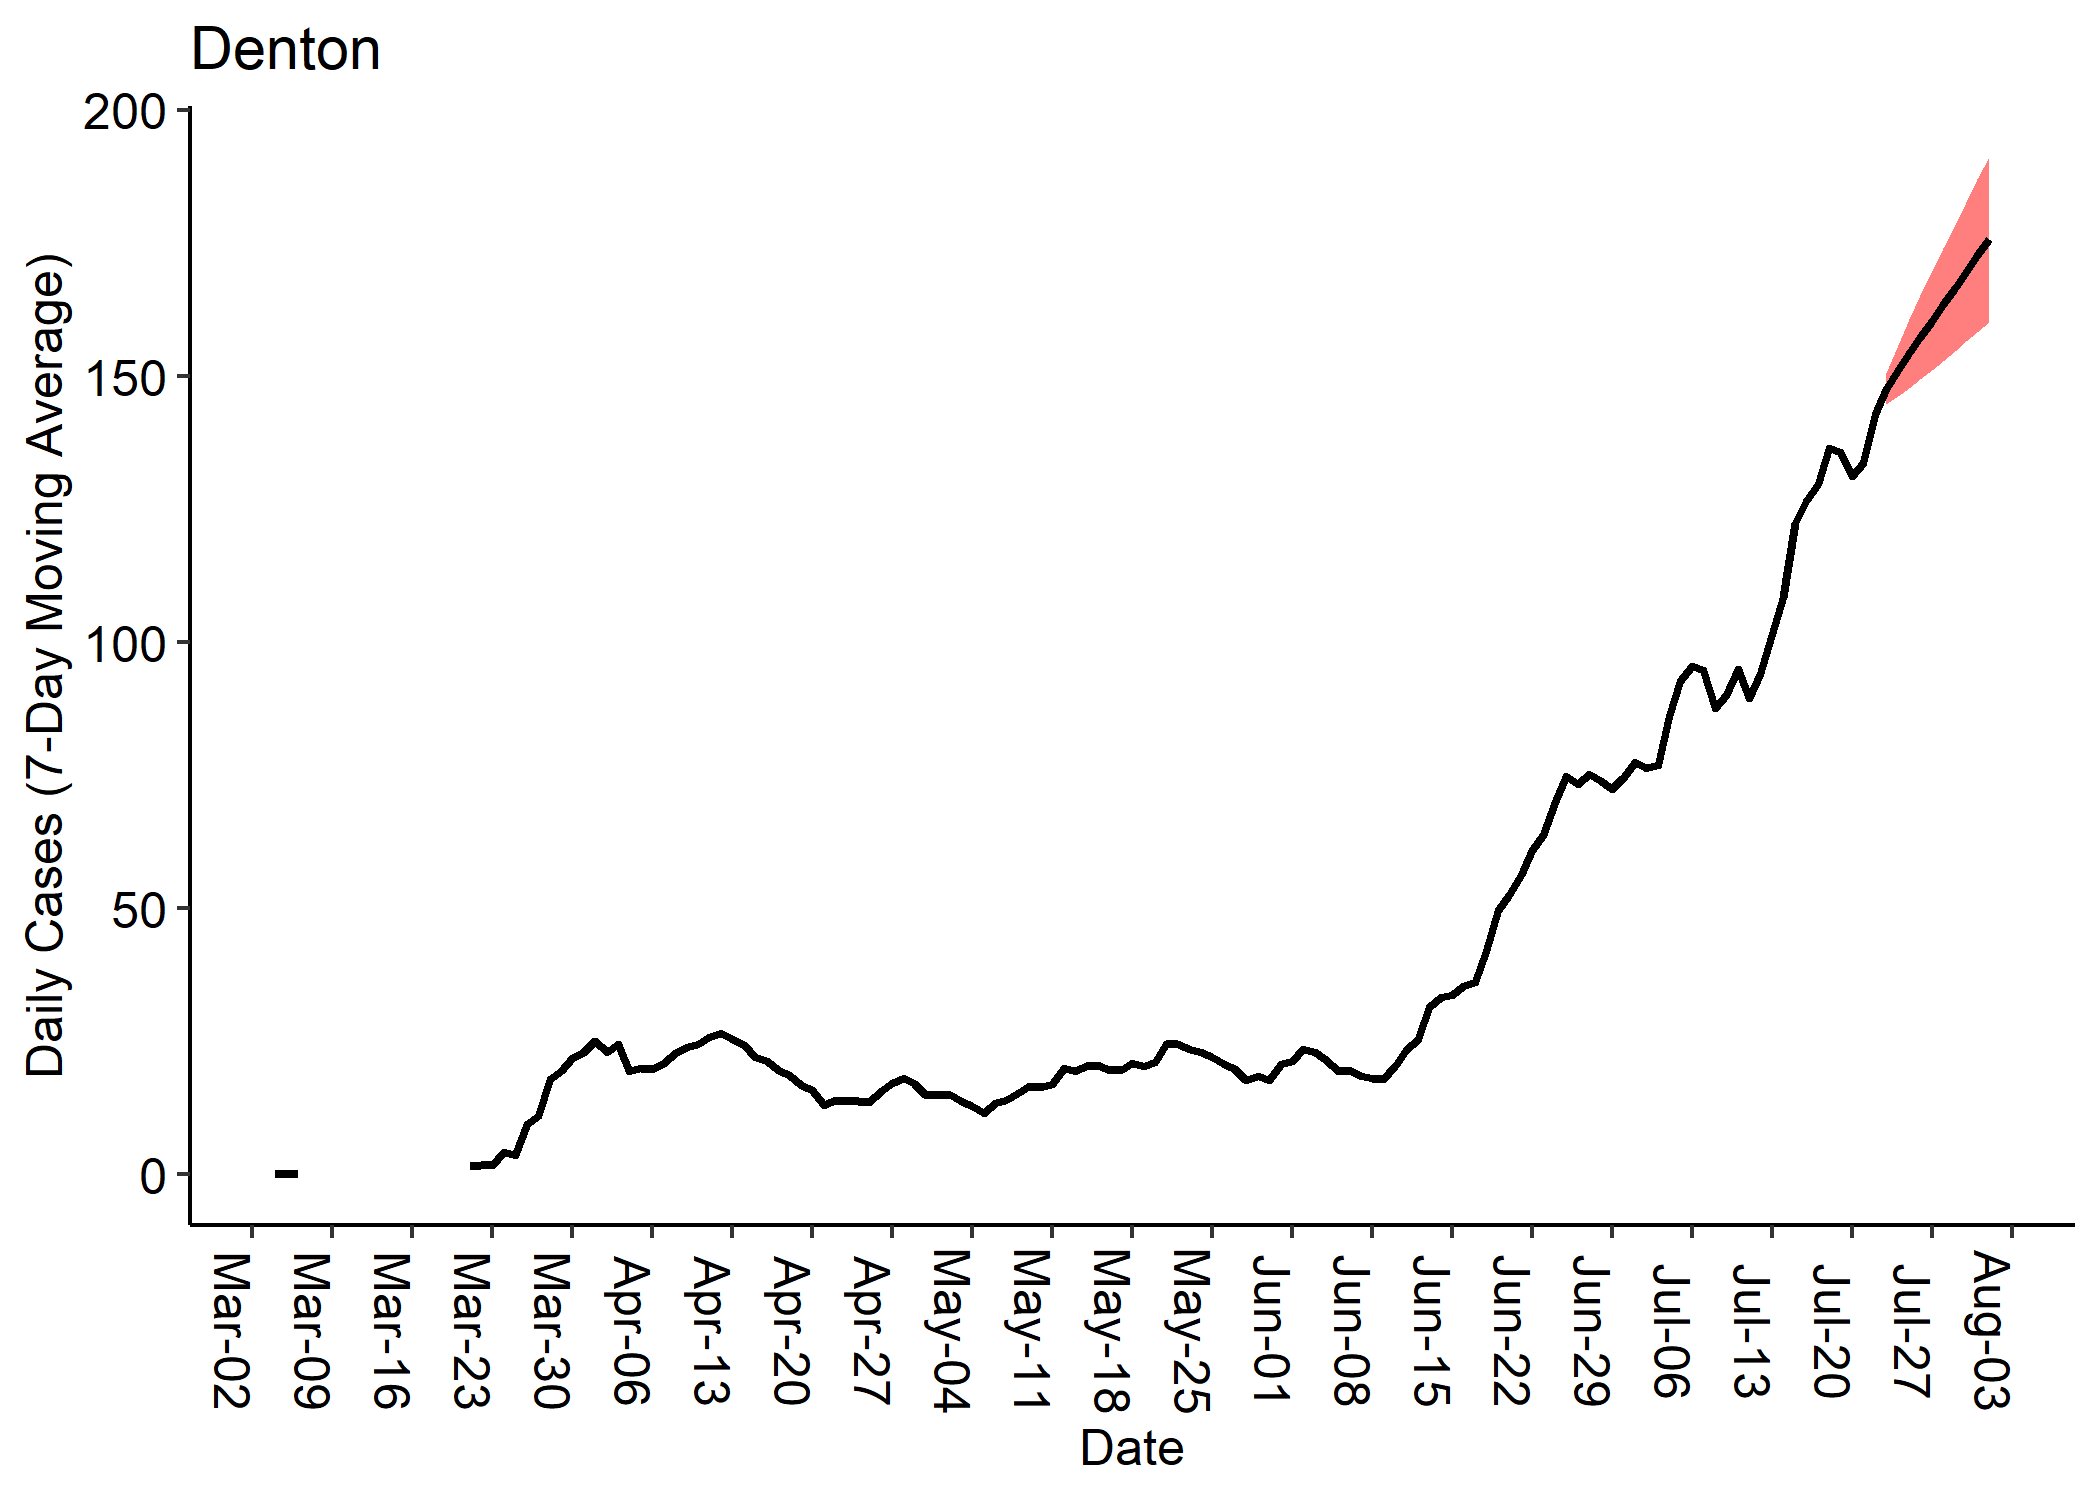 Denton
200
150
100
50
0
Daily Cases (7-Day Moving Average)
Mar-02
Mar-09
Mar-16
Mar-23
Mar-30
Apr-06
Apr-13
Apr-20
Apr-27
May-04
May-11
May-18
May-25
Jun-01
Jun-08
Jun-15
Jun-22
Jun-29
Jul-06
Jul-13
Jul-20
Jul-27
Aug-03
Date